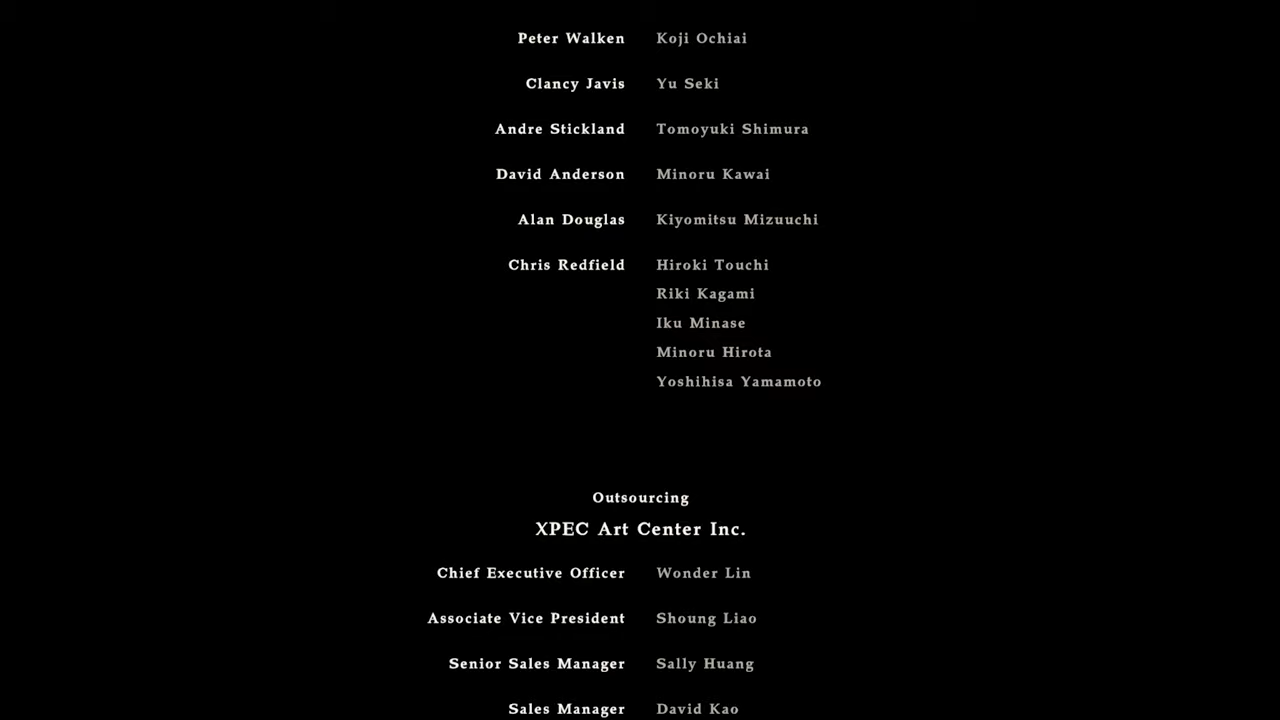 Peter Walken Koji Ochiai
Clancy Javis Yu Seki
Andre Stickland Tomoyuki Shimura
David Anderson Minoru Kawai
Alan Douglas Kiyomitsu Mizuuchi
Chris Redfield Hiroki Touchi
Riki Kagami
Iku Minase
Minoru Hirota
Yoshihisa Yamamoto
Outsourcing
XPEC Art Center Inc.
Chief Executive Officer Wonder Lin
Associate Vice President Shoung Liao
Senior Sales Manager Sally Huang
Sales Manager David Kao